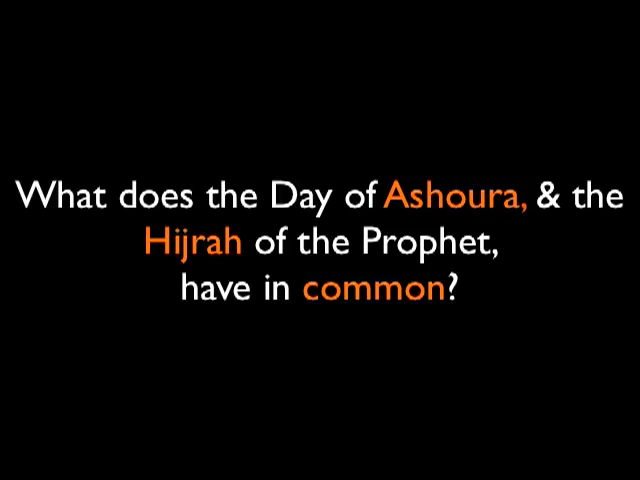 What does the Day of Ashoura, & the
Hijrah of the Prophet,
have in common?